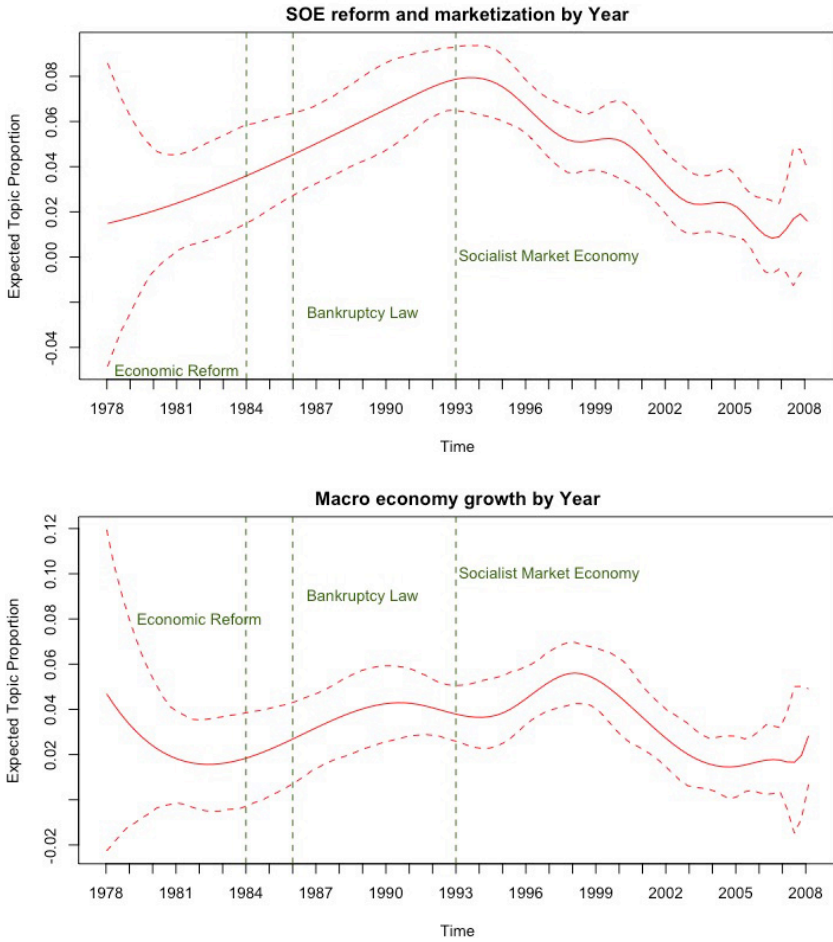 SOE reform and marketization by Year
Expected Topic Proportion
0.08
0.06
0.04
0.02
0.00
-0.04
Socialist Market Economy
Bankruptcy Law
Economic Reform
1978 1981 1984 1987 1990 1993 1996 1999 2002 2005 2008
Time
Macro economy growth by Year
Expected Topic Proportion
0.12
0.10
0.08
0.06
0.04
0.02
-0.02
Socialist Market Economy
Bankruptcy Law
Economic Reform
1978 1981 1984 1987 1990 1993 1996 1999 2002 2005 2008
Time